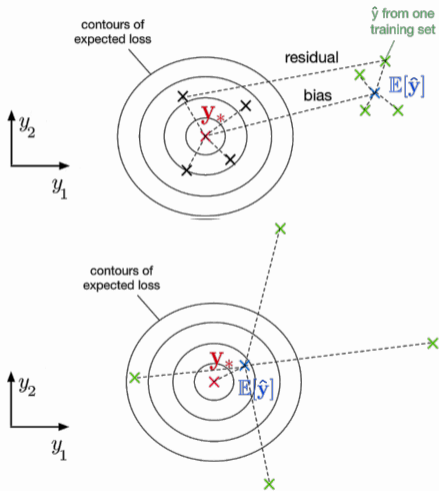 ŷ from one
training set
contours of
expected loss
residual
𝔼[ŷ]
bias
y*
y₂
y₁
contours of
expected loss
y*
𝔼[ŷ]
y₂
y₁